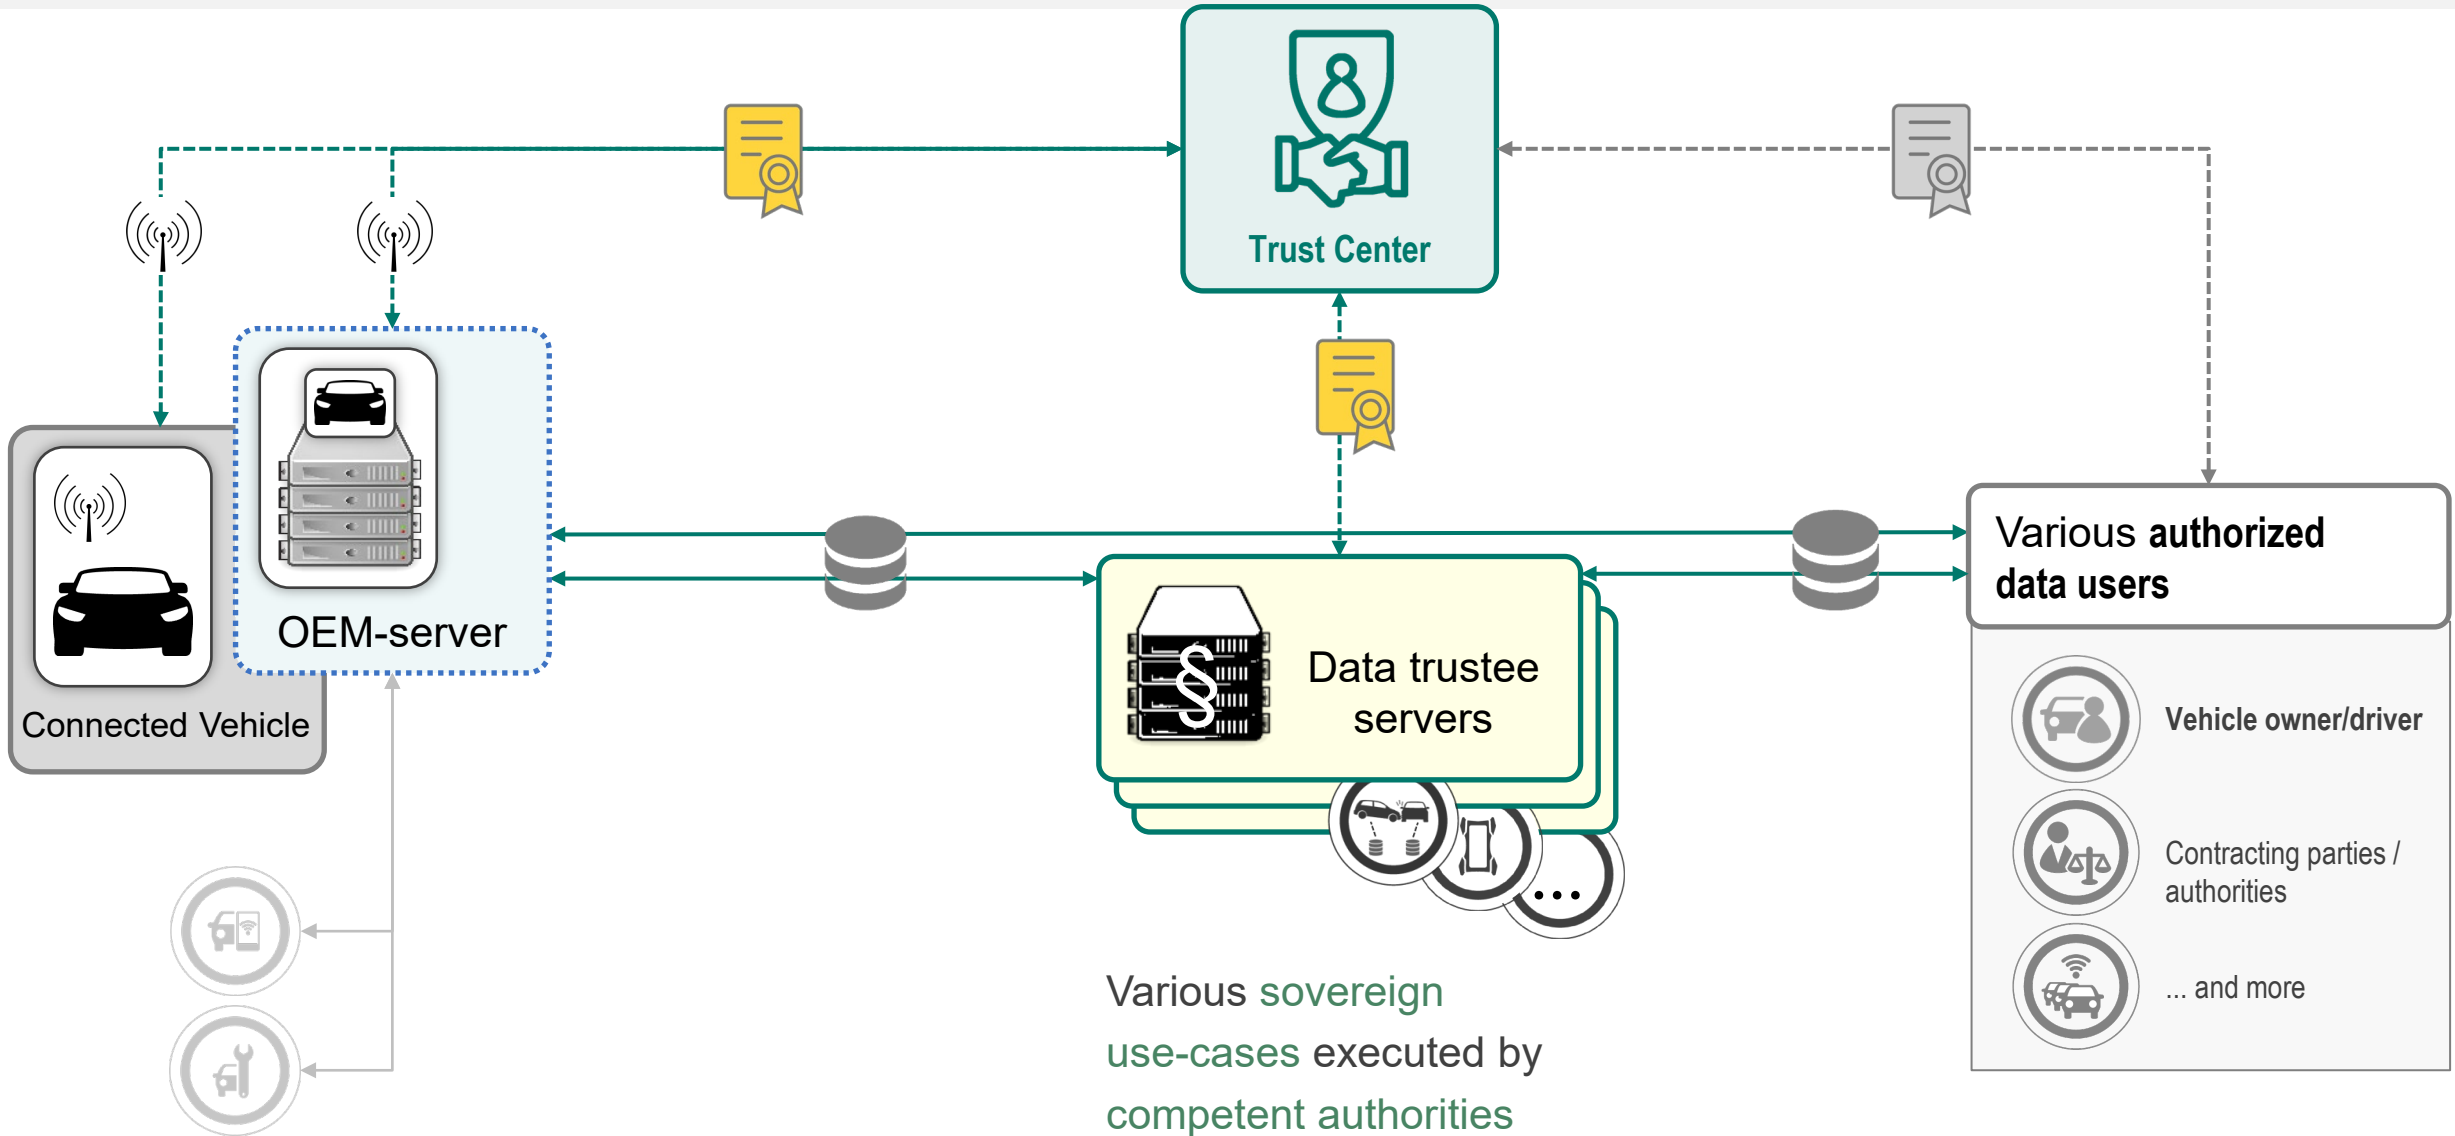 Trust Center
OEM-server
Connected Vehicle
§
Data trustee
servers
...
Various sovereign
use-cases executed by
competent authorities
Various authorized
data users
Vehicle owner/driver
Contracting parties /
authorities
... and more